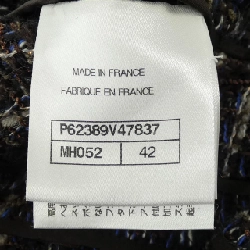 MADE IN FRANCE
FABRIQUE EN FRANCE
P62389V47837
MH052 42